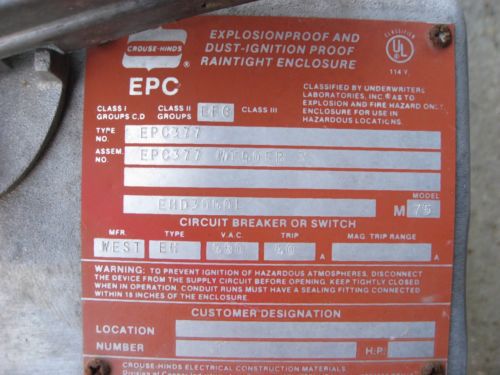 CROUSE-HINDS
®
EPC
EXPLOSIONPROOF AND
DUST-IGNITION PROOF
RAINTIGHT ENCLOSURE
CLASSIFIED
UL
®
114 V
CLASSIFIED BY UNDERWRITERS
LABORATORIES, INC.® AS TO
EXPLOSION AND FIRE HAZARD ONLY.
ENCLOSURE FOR USE IN
HAZARDOUS LOCATIONS.
CLASS I GROUPS C,D CLASS II GROUPS EFG CLASS III
TYPE NO. EPC377
ASSEM. NO. EPC377
MODEL
M 75
CIRCUIT BREAKER OR SWITCH
MFR. TYPE V.A.C. TRIP MAG. TRIP RANGE
WEST A A
WARNING: TO PREVENT IGNITION OF HAZARDOUS ATMOSPHERES, DISCONNECT
THE DEVICE FROM THE SUPPLY CIRCUIT BEFORE OPENING. KEEP TIGHTLY CLOSED
WHEN IN OPERATION. CONDUIT RUNS MUST HAVE A SEALING FITTING CONNECTED
WITHIN 18 INCHES OF THE ENCLOSURE.
CUSTOMER DESIGNATION
LOCATION
NUMBER H.P.
CROUSE-HINDS ELECTRICAL CONSTRUCTION MATERIALS